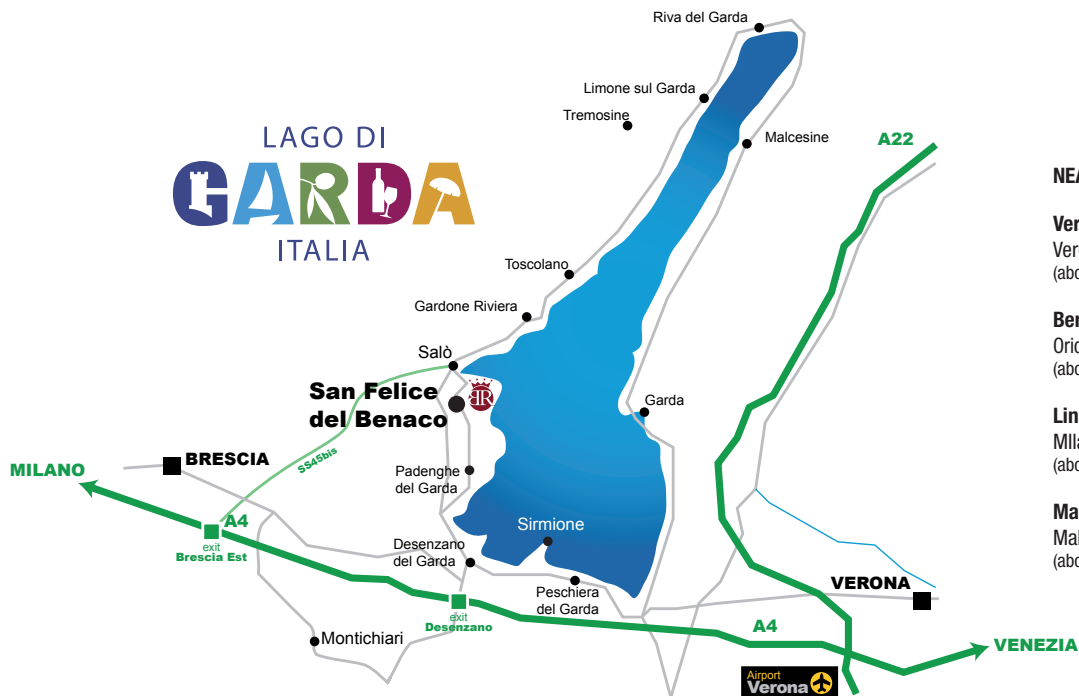 Riva del Garda
Limone sul Garda
Tremosine
Malcesine
A22
LAGO DI
GARDA
ITALIA
Toscolano
Gardone Riviera
Salò
San Felice
del Benaco
Garda
SS45bis
BRESCIA
MILANO
Padenghe
del Garda
A4
exit
Brescia Est
Sirmione
Desenzano
del Garda
Peschiera
del Garda
VERONA
exit
Desenzano
Montichiari
A4
VENEZIA
Airport
Verona
NEA
Ver
Vero
(abo
Ber
Orio
(abo
Lin
MIla
(abo
Ma
Mal
(abo